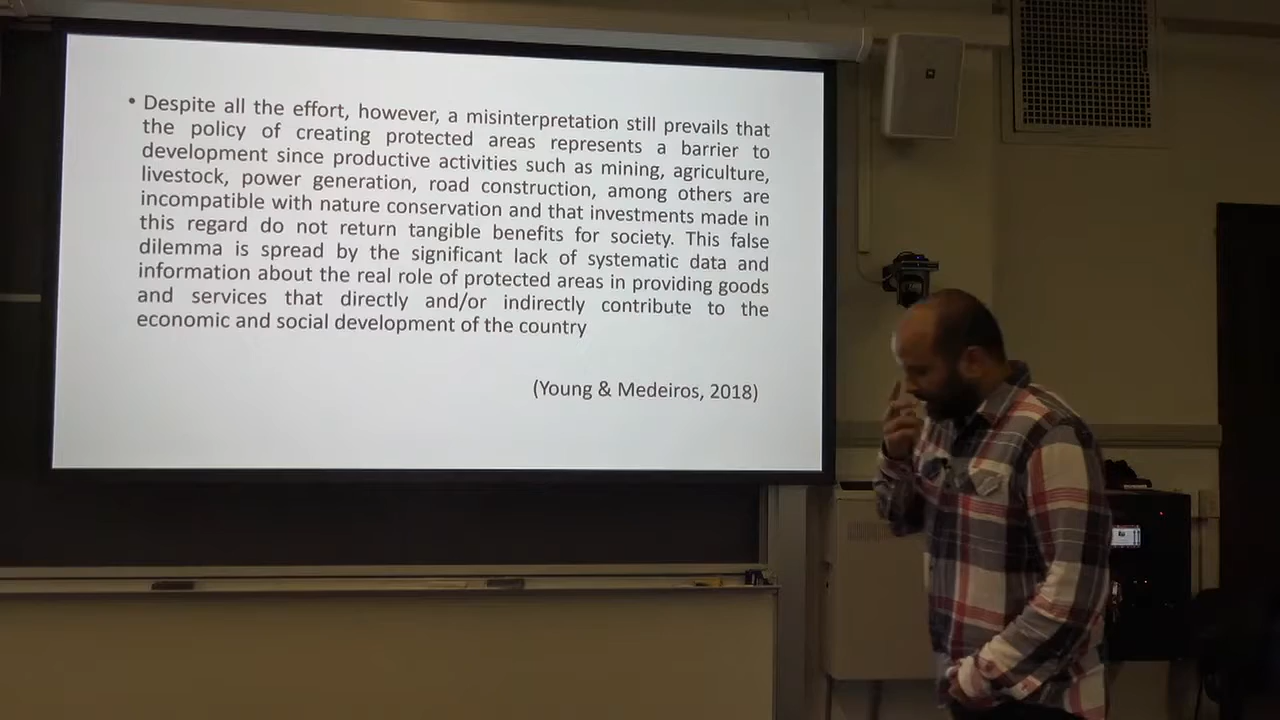 • Despite all the effort, however, a misinterpretation still prevails that
the policy of creating protected areas represents a barrier to
development since productive activities such as mining, agriculture,
livestock, power generation, road construction, among others are
incompatible with nature conservation and that investments made in
this regard do not return tangible benefits for society. This false
dilemma is spread by the significant lack of systematic data and
information about the real role of protected areas in providing goods
and services that directly and/or indirectly contribute to the
economic and social development of the country
(Young & Medeiros, 2018)